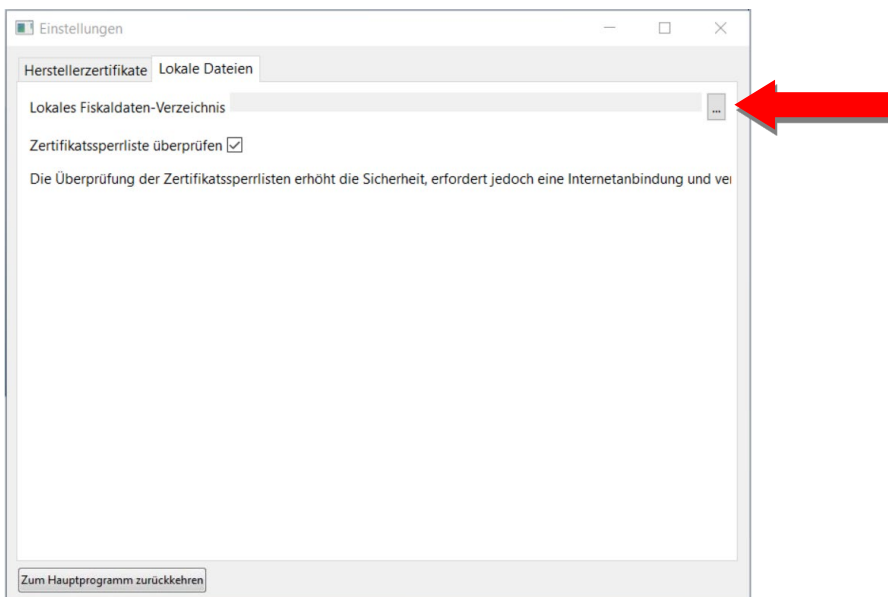 Einstellungen
Herstellerzertifikate Lokale Dateien
Lokales Fiskaldaten-Verzeichnis ...
Zertifikatssperrliste überprüfen
Die Überprüfung der Zertifikatssperrlisten erhöht die Sicherheit, erfordert jedoch eine Internetanbindung und
Zum Hauptprogramm zurückkehren